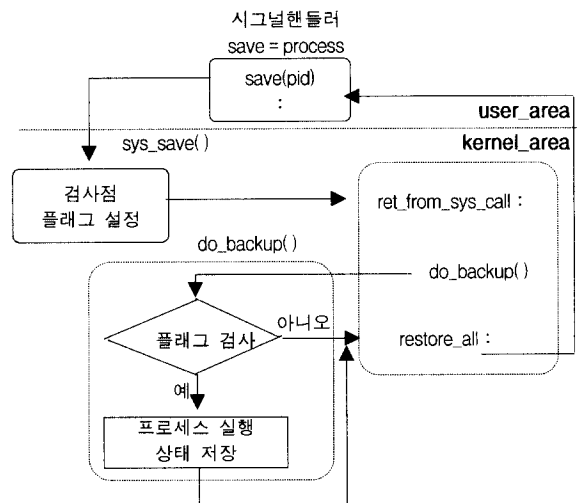 시그널핸들러
save = process
save(pid)
:
user_area
sys_save( )
kernel_area
검사점
플래그 설정
ret_from_sys_call :
do_backup( )
do_backup( )
플래그 검사
아니오
restore_all :
예
프로세스 실행
상태 저장